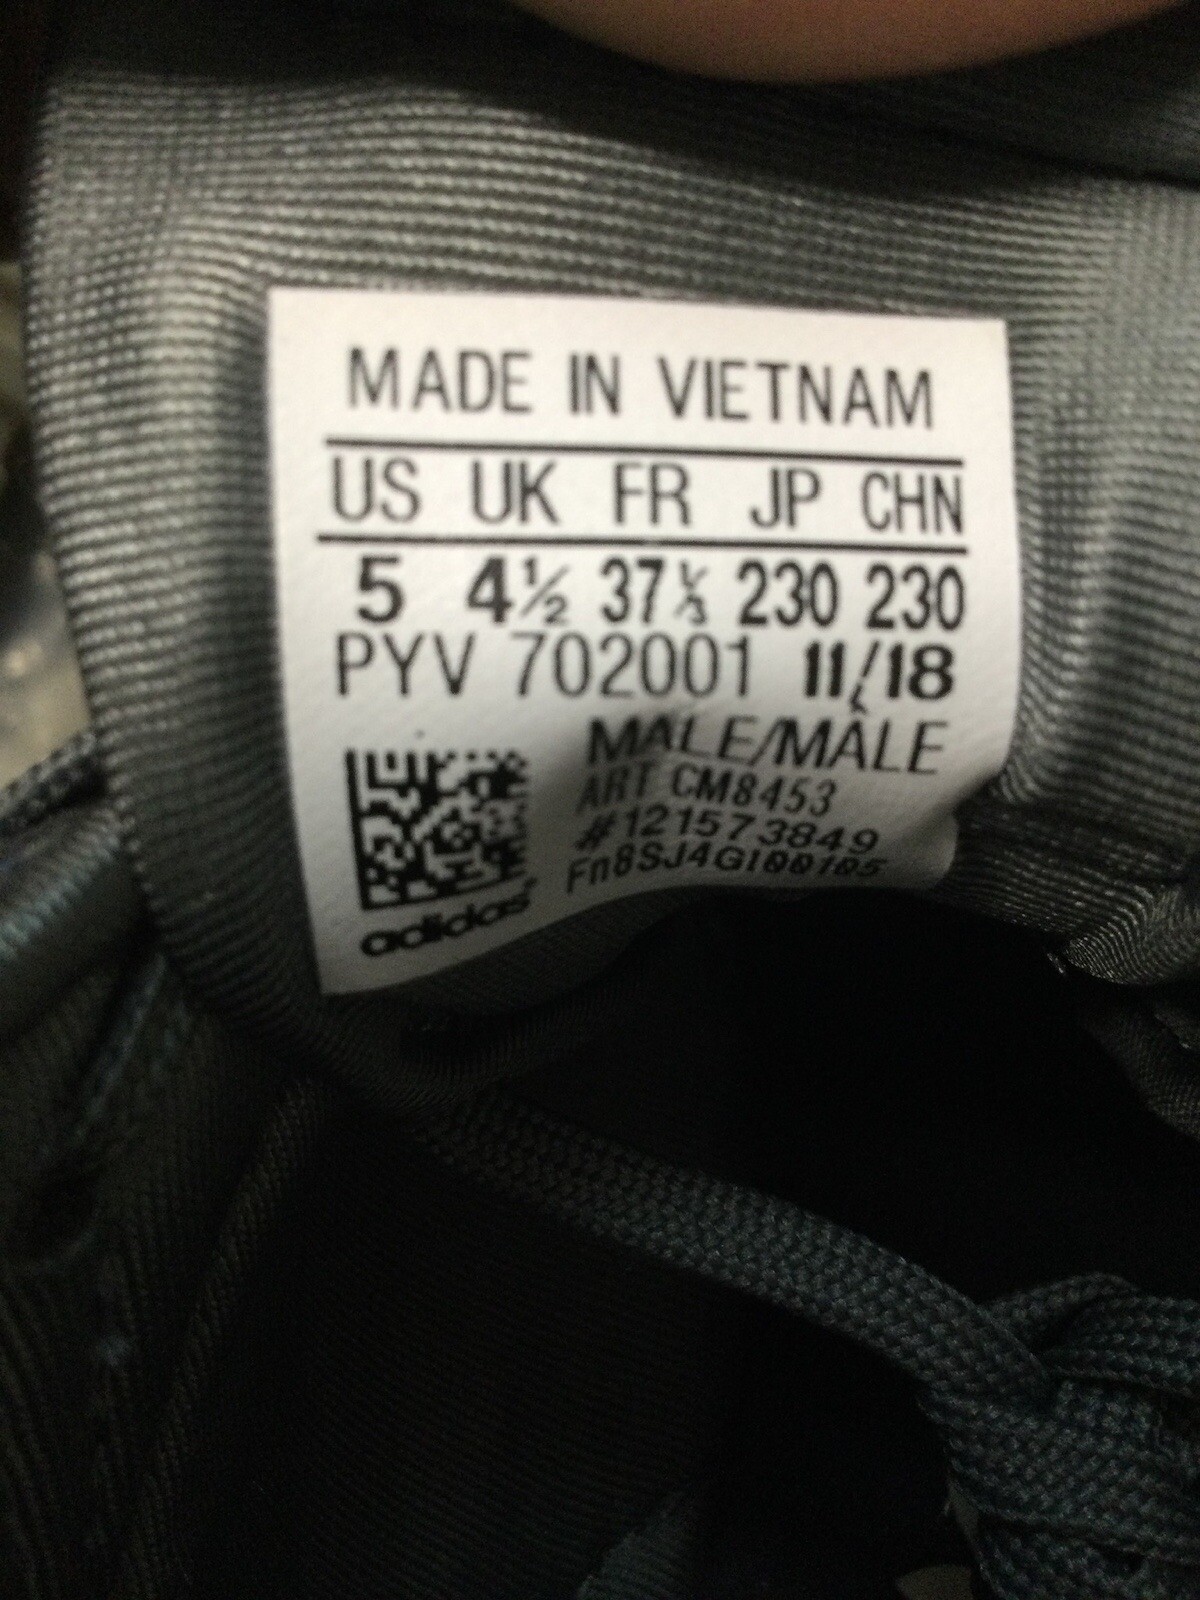 MADE IN VIETNAM
US UK FR JP CHN
5 4½ 37⅓ 230 230
PYV 702001 11/18
MALE/MÂLE
ART CM8453
#121573849
Fn8SJ4GI00105
adidas